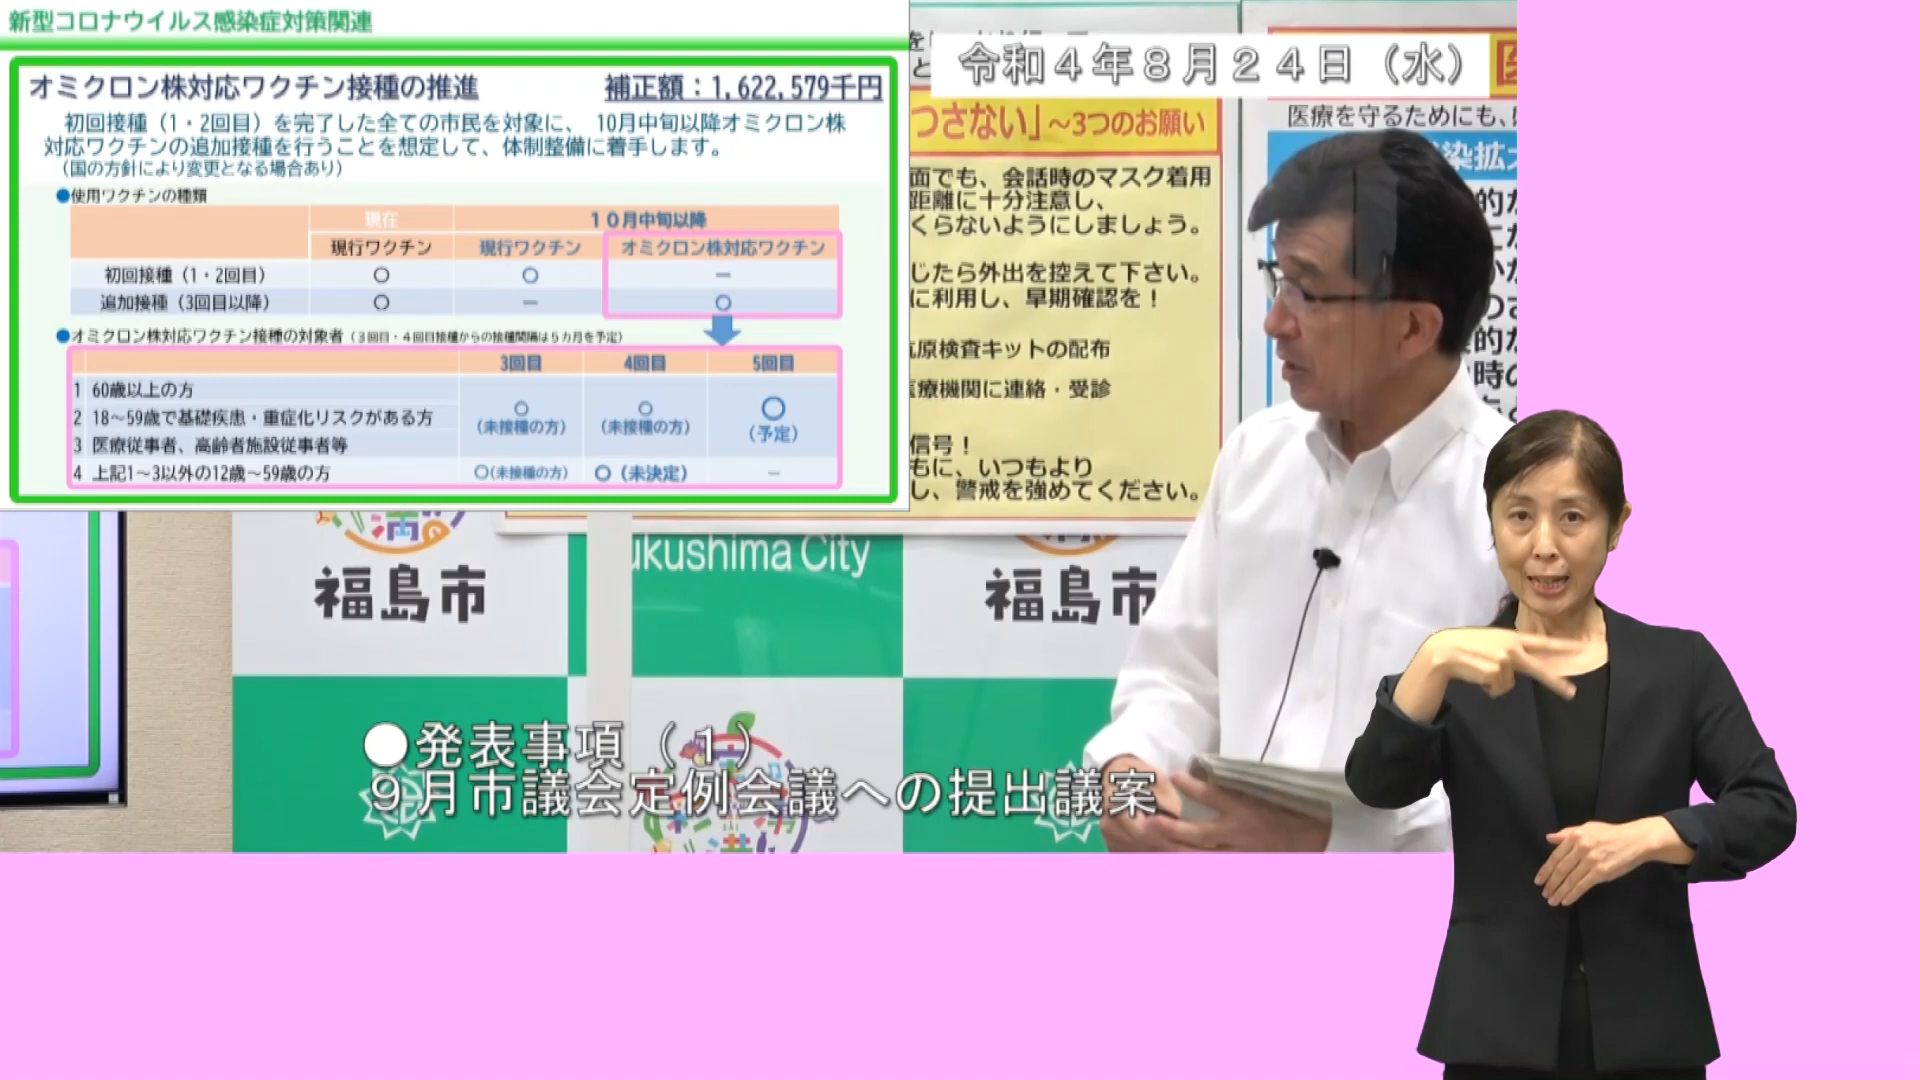 新型コロナウイルス感染症対策関連
オミクロン株対応ワクチン接種の推進
補正額：1,622,579千円
初回接種（1・2回目）を完了した全ての市民を対象に、 10月中旬以降オミクロン株
対応ワクチンの追加接種を行うことを想定して、体制整備に着手します。
（国の方針により変更となる場合あり）
●使用ワクチンの種類
現在 １０月中旬以降
現行ワクチン 現行ワクチン オミクロン株対応ワクチン
初回接種（1・2回目） ○ ○ －
追加接種（3回目以降） ○ － ○
●オミクロン株対応ワクチン接種の対象者（３回目・４回目接種からの接種間隔は５カ月を予定）
3回目 4回目 5回目
1 60歳以上の方
2 18～59歳で基礎疾患・重症化リスクがある方
3 医療従事者、高齢者施設従事者等
○ ○ ○
（未接種の方） （未接種の方） （予定）
4 上記1～3以外の12歳～59歳の方 ○（未接種の方） ○（未決定） －
令和４年８月２４日（水）
つさない」～3つのお願い
面でも、会話時のマスク着用
距離に十分注意し、
くらないようにしましょう。
じたら外出を控えて下さい。
に利用し、早期確認を！
原検査キットの配布
療機関に連絡・受診
信号！
もに、いつもより
し、警戒を強めてください。
医療を守るためにも、
染拡
的
的
時の
福島市
ukushima City
福島市
●発表事項（１）
９月市議会定例会議への提出議案